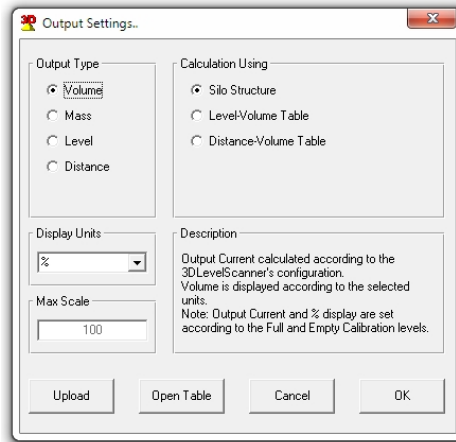 Output Settings..
Output Type
Volume
Mass
Level
Distance
Calculation Using
Silo Structure
Level-Volume Table
Distance-Volume Table
Display Units
%
Max Scale
100
Description
Output Current calculated according to the
3DLevelScanner's configuration.
Volume is displayed according to the selected
units.
Note: Output Current and % display are set
according to the Full and Empty Calibration levels.
Upload
Open Table
Cancel
OK